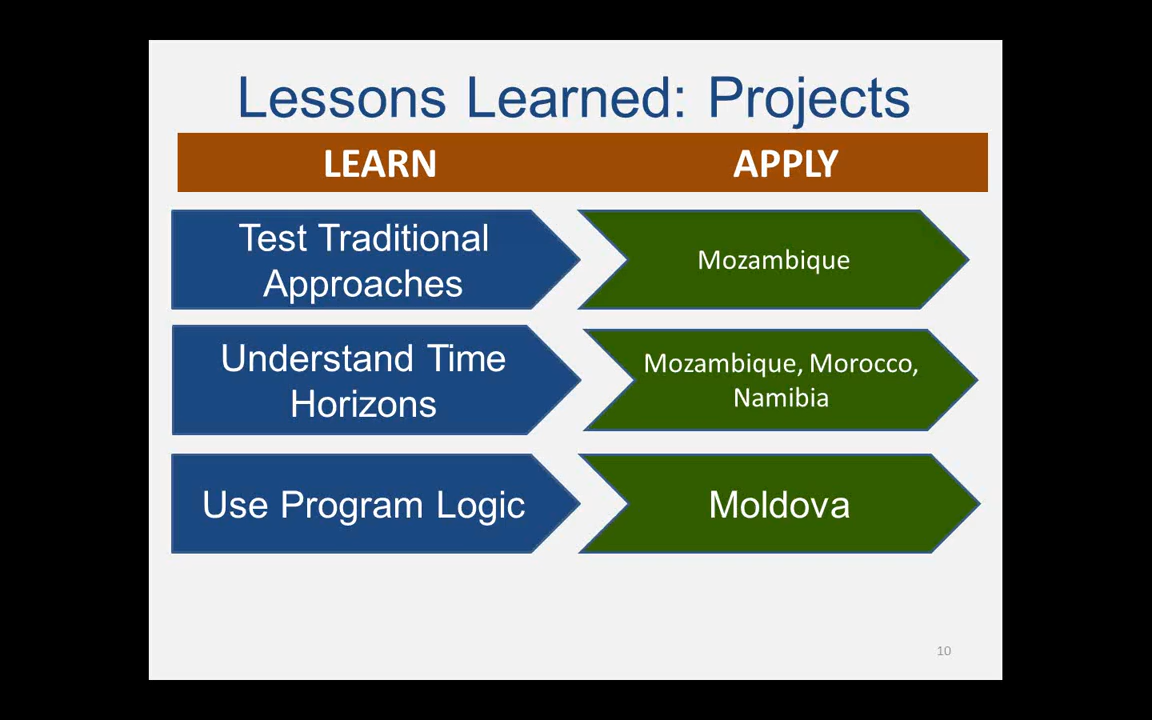 Lessons Learned: Projects
LEARN APPLY
Test Traditional
Approaches
Mozambique
Understand Time
Horizons
Mozambique, Morocco,
Namibia
Use Program Logic
Moldova
10